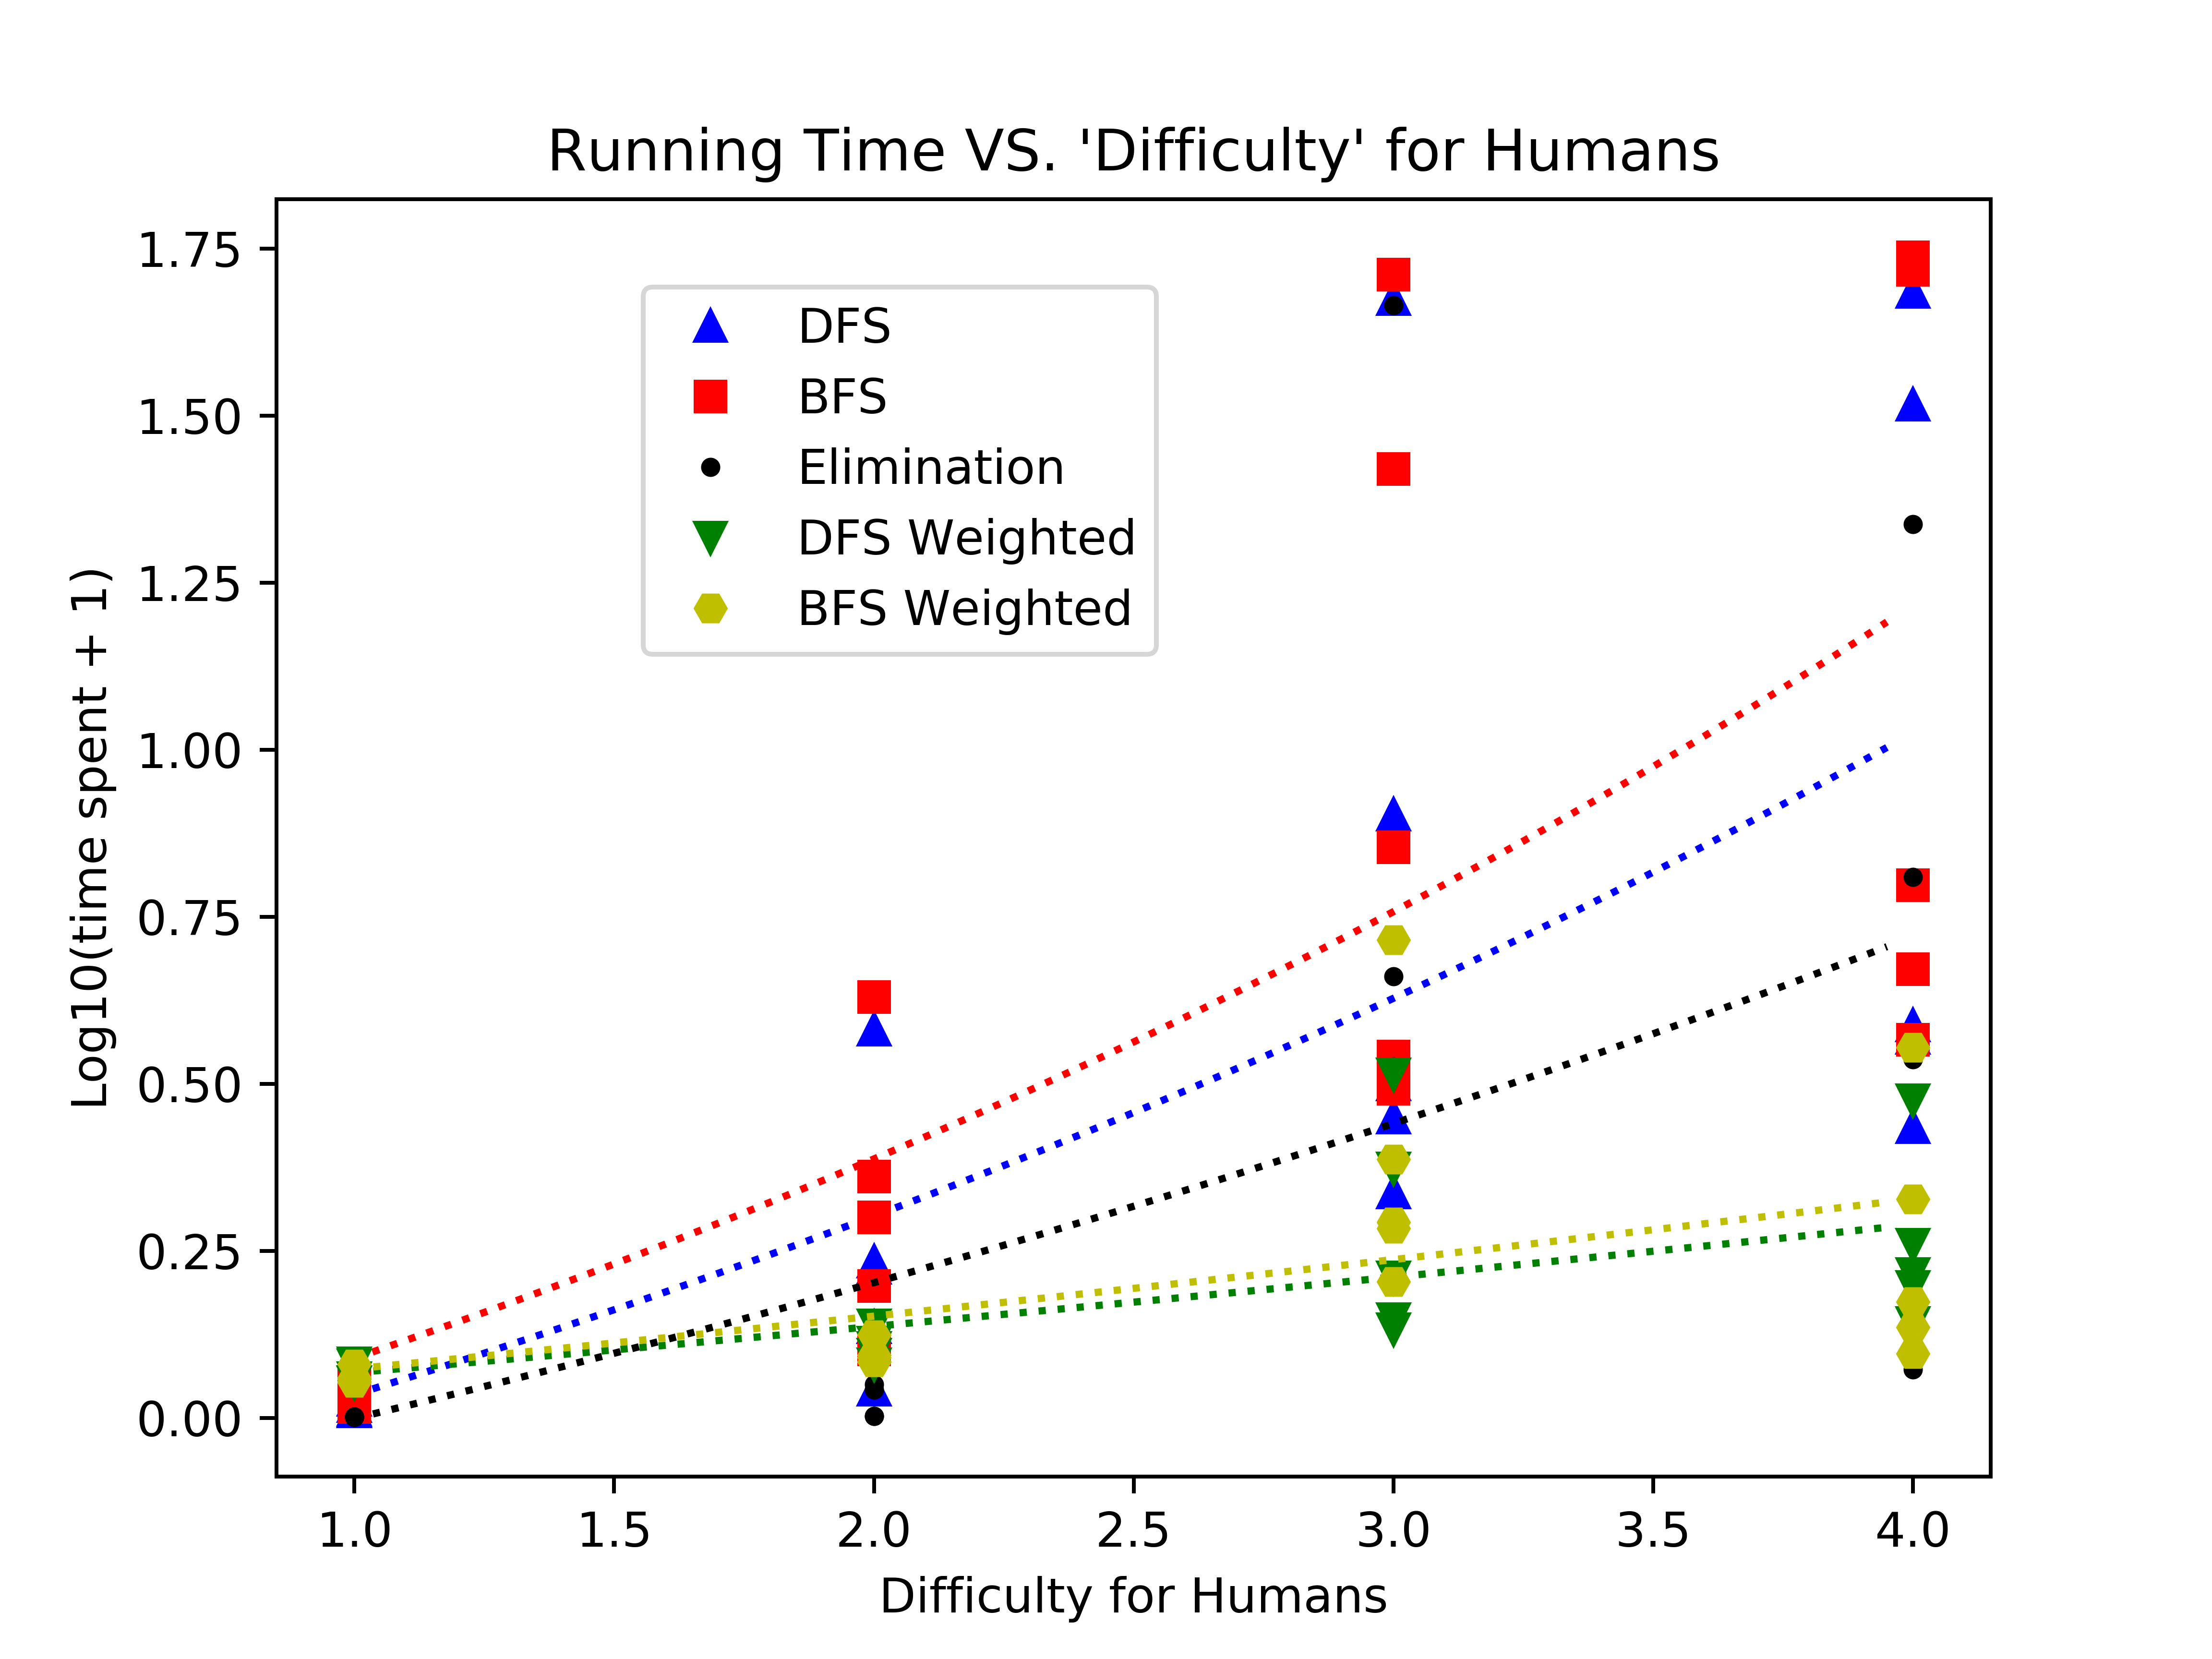 Running Time VS. 'Difficulty' for Humans
1.75
1.50
1.25
1.00
0.75
0.50
0.25
0.00
Log10(time spent + 1)
DFS
BFS
Elimination
DFS Weighted
BFS Weighted
1.0 1.5 2.0 2.5 3.0 3.5 4.0
Difficulty for Humans